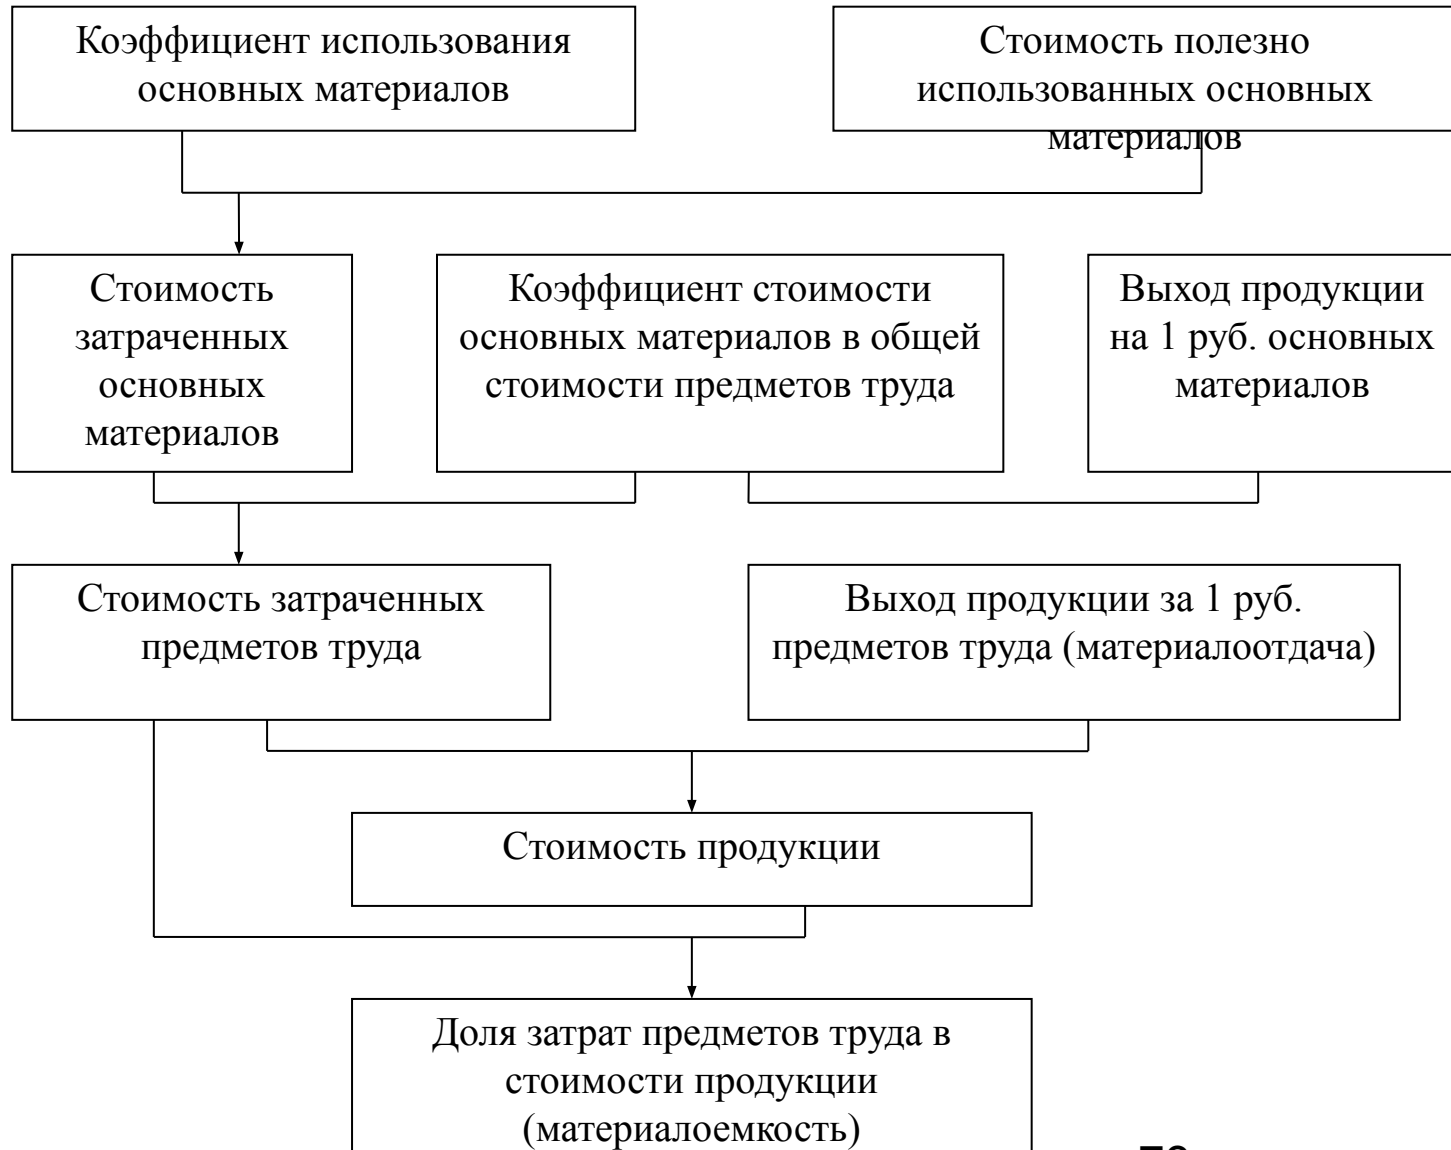 Коэффициент использования
основных материалов
Стоимость полезно
использованных основных
материалов
Стоимость
затраченных
основных
материалов
Коэффициент стоимости
основных материалов в общей
стоимости предметов труда
Выход продукции
на 1 руб. основных
материалов
Стоимость затраченных
предметов труда
Выход продукции за 1 руб.
предметов труда (материалоотдача)
Стоимость продукции
Доля затрат предметов труда в
стоимости продукции
(материалоемкость)